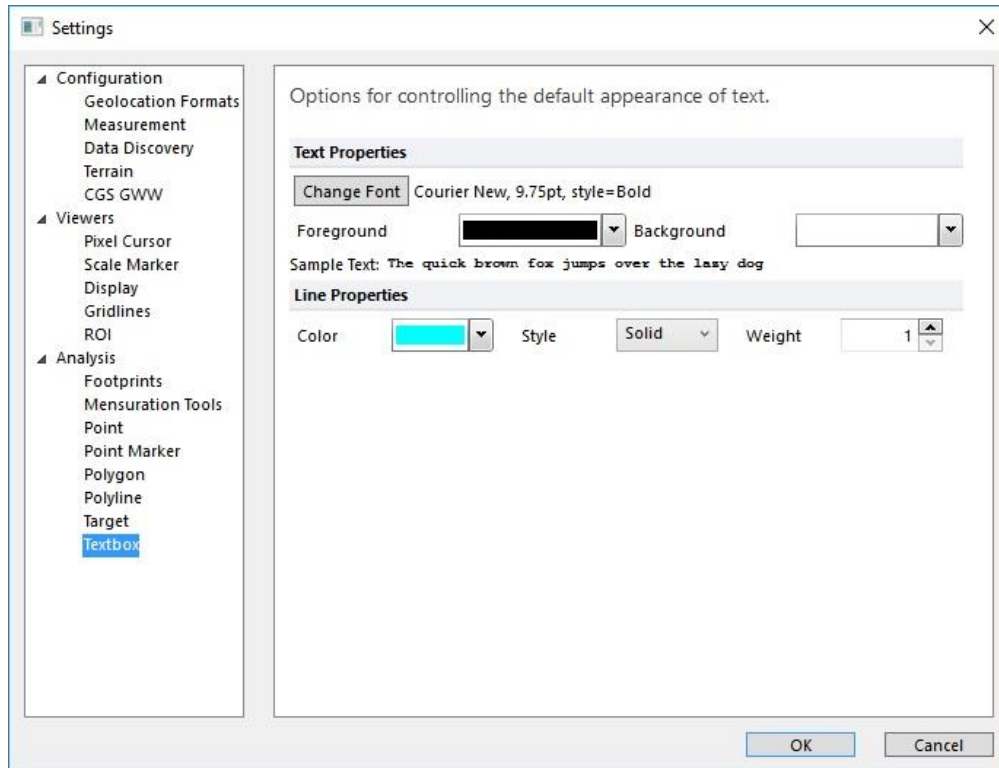 Settings
Configuration
Geolocation Formats
Measurement
Data Discovery
Terrain
CGS GWW
Viewers
Pixel Cursor
Scale Marker
Display
Gridlines
ROI
Analysis
Footprints
Mensuration Tools
Point
Point Marker
Polygon
Polyline
Target
Textbox
Options for controlling the default appearance of text.
Text Properties
Change Font Courier New, 9.75pt, style=Bold
Foreground Background
Sample Text: The quick brown fox jumps over the lazy dog
Line Properties
Color Style Solid Weight 1
OK Cancel